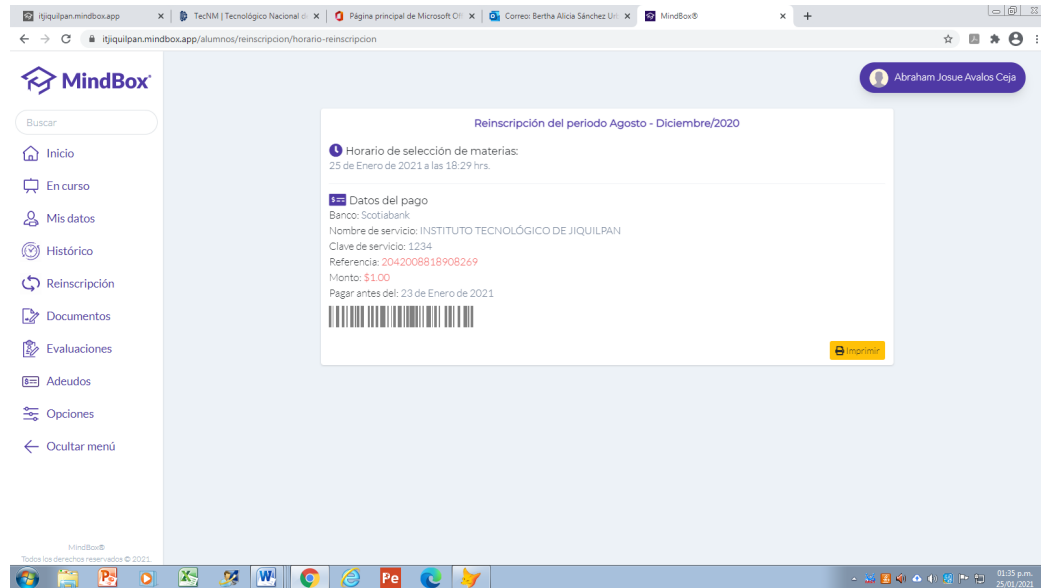 itjiquilpan.mindbox.app
TecNM | Tecnológico Nacional d
Página principal de Microsoft Off
Correo: Bertha Alicia Sánchez Uri
MindBox®
itjiquilpan.mindbox.app/alumnos/reinscripcion/horario-reinscripcion
MindBox
Abraham Josue Avalos Ceja
Buscar
Inicio
En curso
Mis datos
Histórico
Reinscripción
Documentos
Evaluaciones
Adeudos
Opciones
Ocultar menú
Reinscripción del periodo Agosto - Diciembre/2020
Horario de selección de materias:
25 de Enero de 2021 a las 18:29 hrs.
Datos del pago
Banco: Scotiabank
Nombre de servicio: INSTITUTO TECNOLÓGICO DE JIQUILPAN
Clave de servicio: 1234
Referencia: 2042008818908269
Monto: $1.00
Pagar antes del: 23 de Enero de 2021
Imprimir
MindBox®
Todos los derechos reservados © 2021.
Pe
01:35 p.m.
25/01/2021